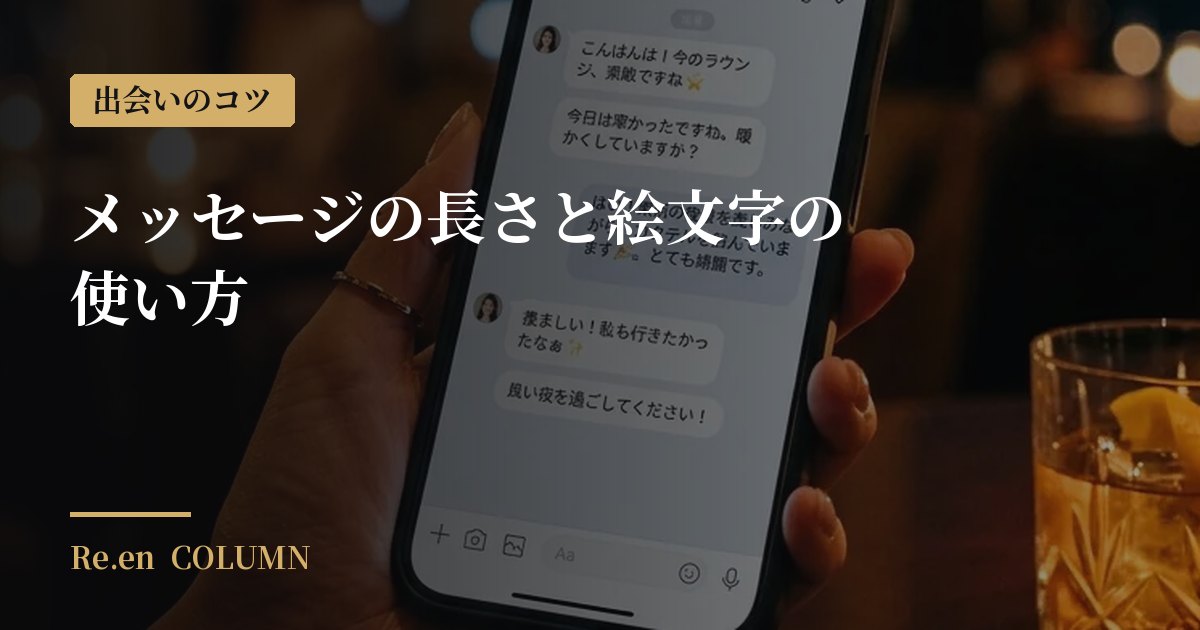 出会いのコツ
メッセージの長さと絵文字の
使い方
こんはんは！今のラウン
ジ、素敵ですね
今日は寒かったですね。暖
かくしていますか？
ます とても綺麗です。
羨ましい！私も行きたかっ
たなぁ
良い夜を過ごしてください！
Aa
Re.en COLUMN